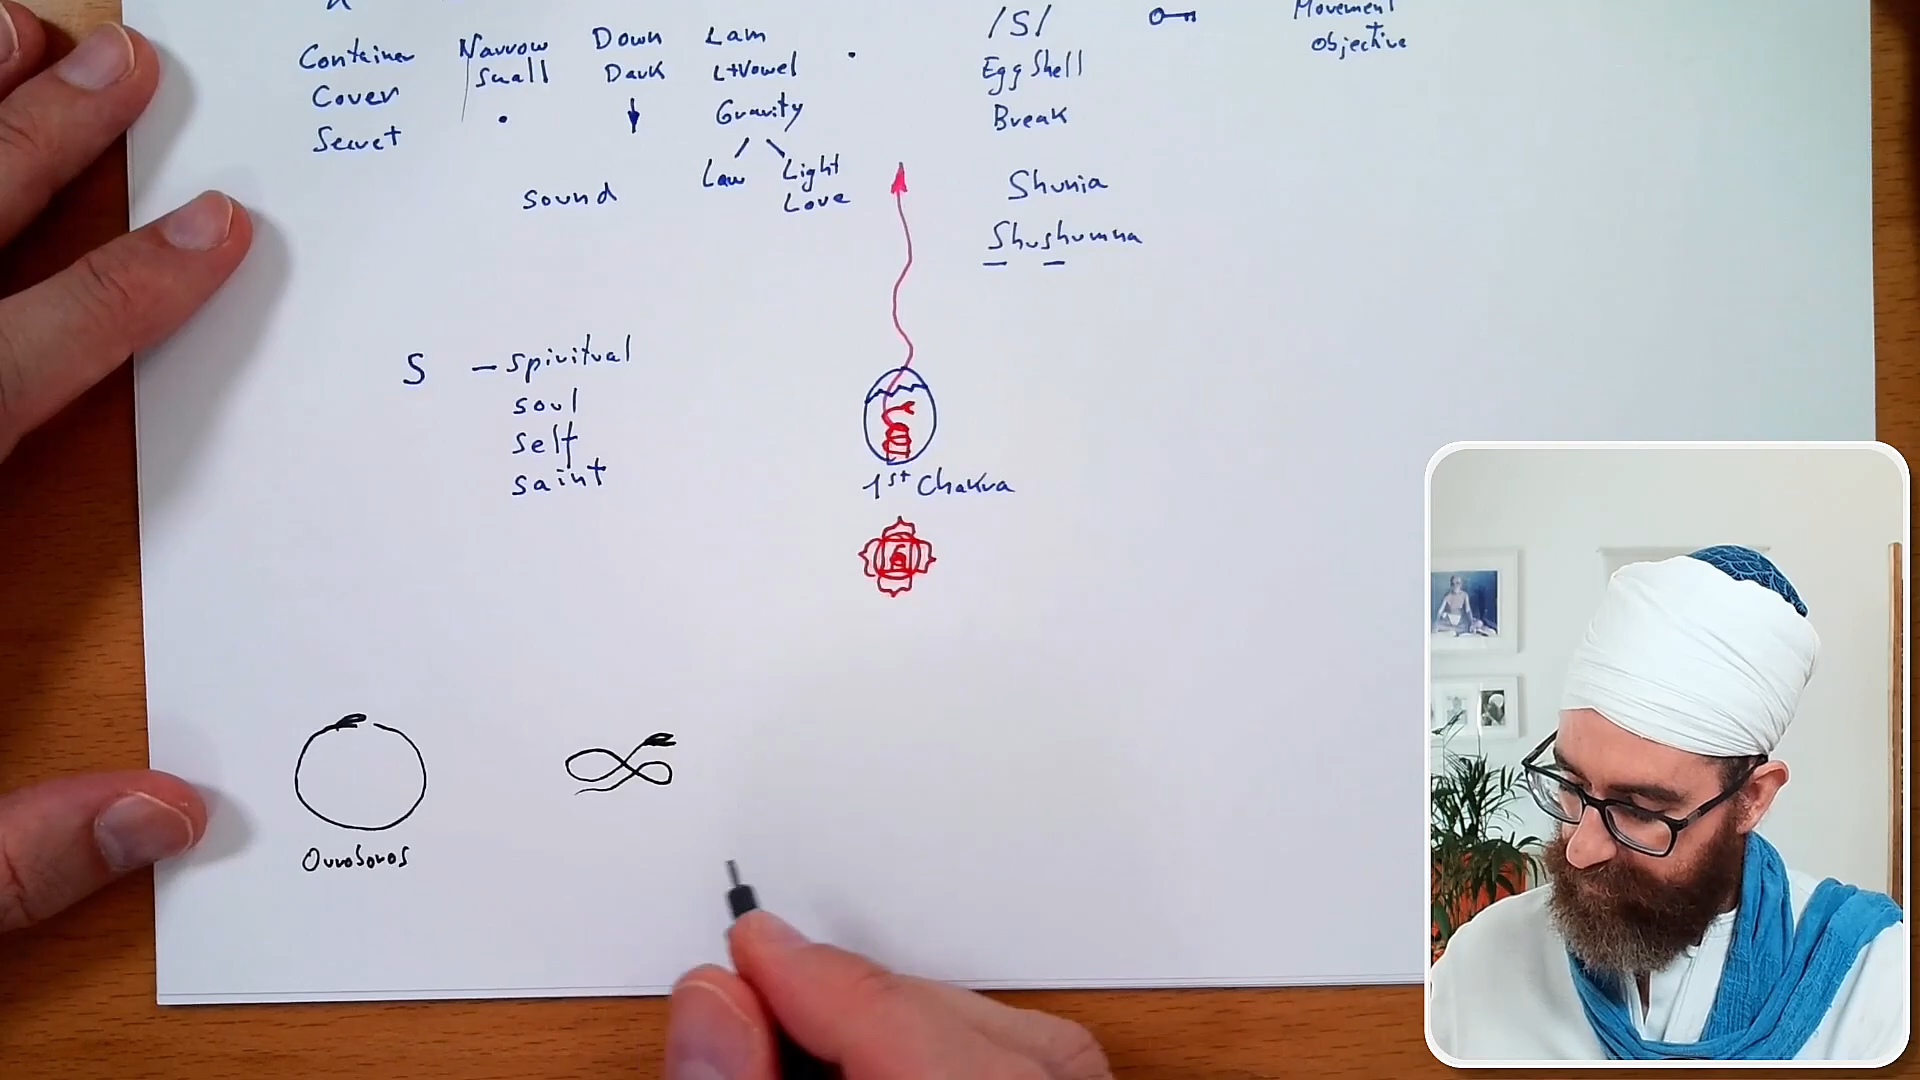 Container
Cover
Secret
Narrow
Small
Down
Dark
Lam
L+Vowel
Gravity
Law
Light
Love
sound
/S/
Egg Shell
Break
Shunia
Shushumna
Movement
+
objective
S
- spiritual
soul
self
saint
1st Chakra
Ouroboros